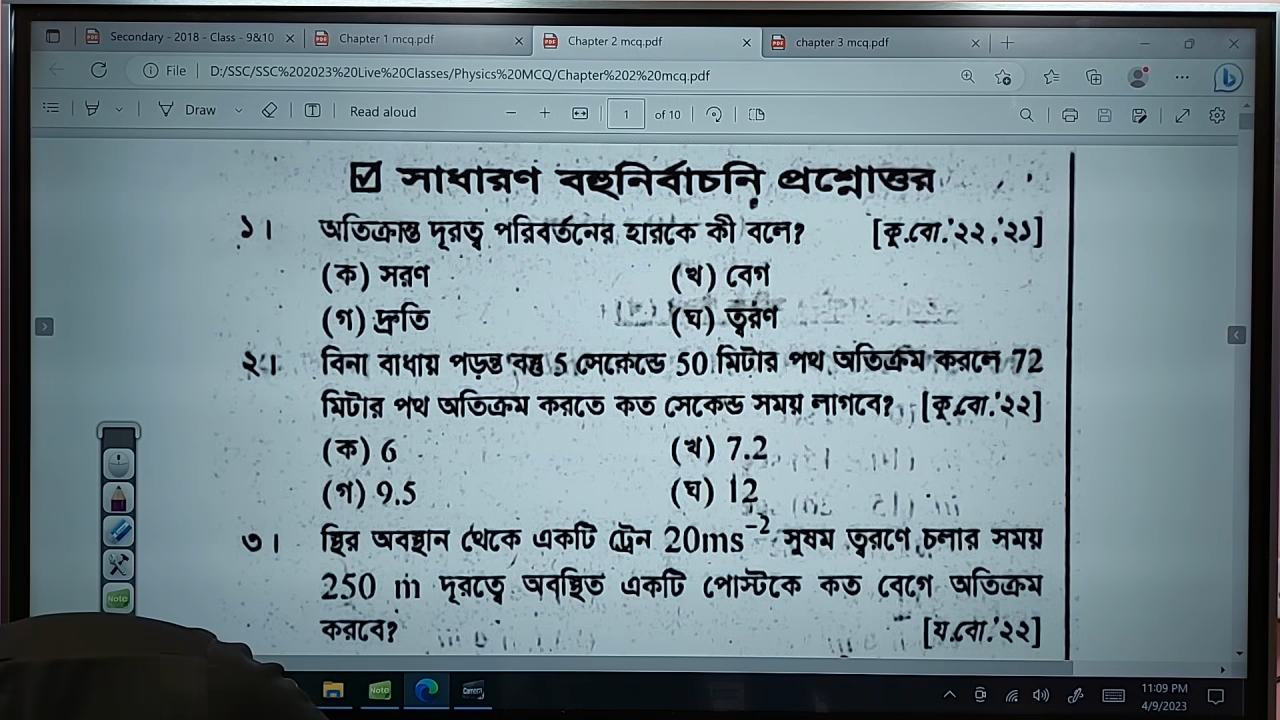 Secondary - 2018 - Class - 9&10
Chapter 1 mcq.pdf
Chapter 2 mcq.pdf
chapter 3 mcq.pdf
File D:/SSC/SSC%202023%20Live%20Classes/Physics%20MCQ/Chapter%202%20mcq.pdf
Draw
Read aloud
1 of 10
সাধারণ বহুনির্বাচনি প্রশ্নোত্তর
১। অতিক্রান্ত দূরত্ব পরিবর্তনের হারকে কী বলে? [কু.বো.'২২,'২১]
(ক) সরণ (খ) বেগ
(গ) দ্রুতি (ঘ) ত্বরণ
২। বিনা বাধায় পড়ন্ত বস্তু 5 সেকেন্ডে 50 মিটার পথ অতিক্রম করলে 72
মিটার পথ অতিক্রম করতে কত সেকেন্ড সময় লাগবে? [কু.বো.'২২]
(ক) 6 (খ) 7.2
(গ) 9.5 (ঘ) 12
৩। স্থির অবস্থান থেকে একটি ট্রেন 20ms⁻² সুষম ত্বরণে চলার সময়
250 m দূরত্বে অবস্থিত একটি পোস্টকে কত বেগে অতিক্রম
করবে? [য.বো.'২২]
Note
Note
Camera
11:09 PM
4/9/2023